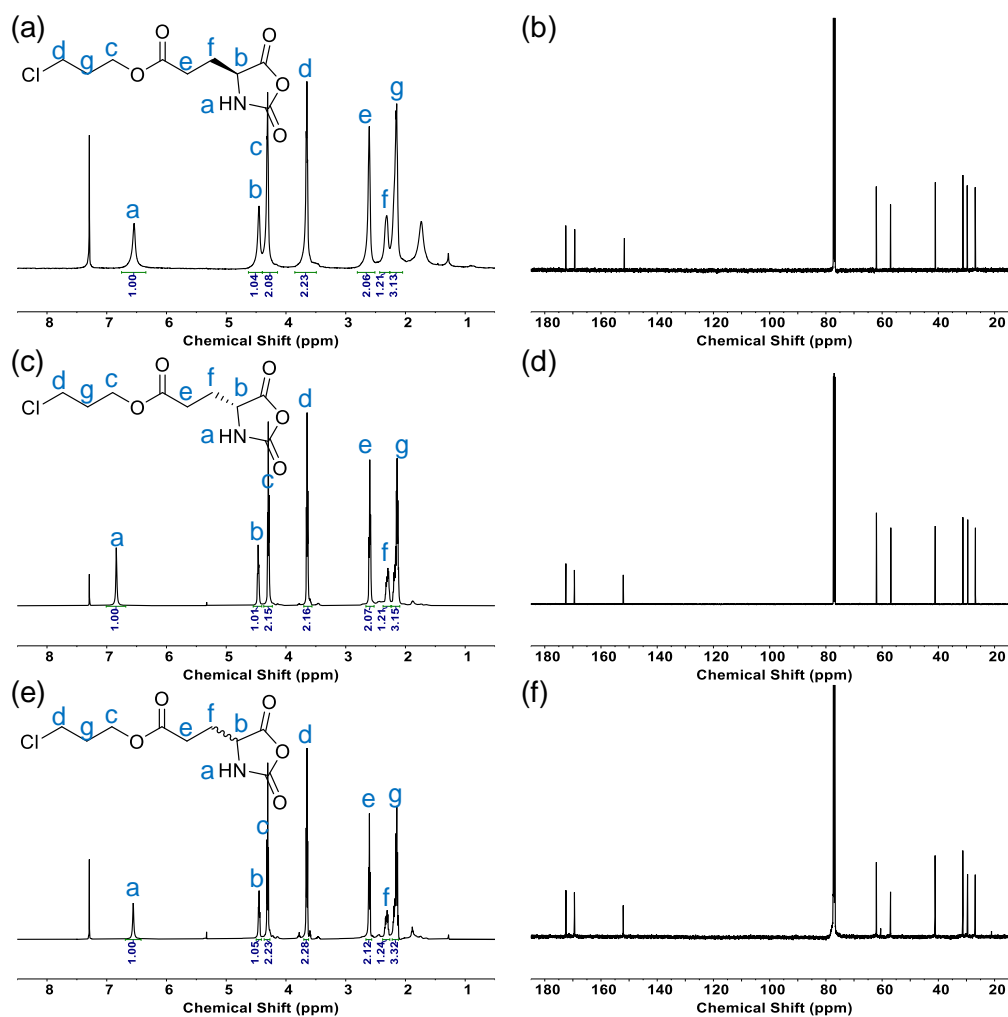 (a)
d g c O f b O
Cl O e O
a HN O
a b c d e f g
1.00 1.04 2.08 2.23 2.06 1.21 3.13
8 7 6 5 4 3 2 1
Chemical Shift (ppm)
(b)
180 160 140 120 100 80 60 40 20
Chemical Shift (ppm)
(c)
d g c O f b O
Cl O e O
a HN O
a b c d e f g
1.00 1.01 2.15 2.16 2.07 1.21 3.15
8 7 6 5 4 3 2 1
Chemical Shift (ppm)
(d)
180 160 140 120 100 80 60 40 20
Chemical Shift (ppm)
(e)
d g c O f b O
Cl O e O
a HN O
a b c d e f g
1.00 1.05 2.23 2.28 2.12 1.24 3.32
8 7 6 5 4 3 2 1
Chemical Shift (ppm)
(f)
180 160 140 120 100 80 60 40 20
Chemical Shift (ppm)